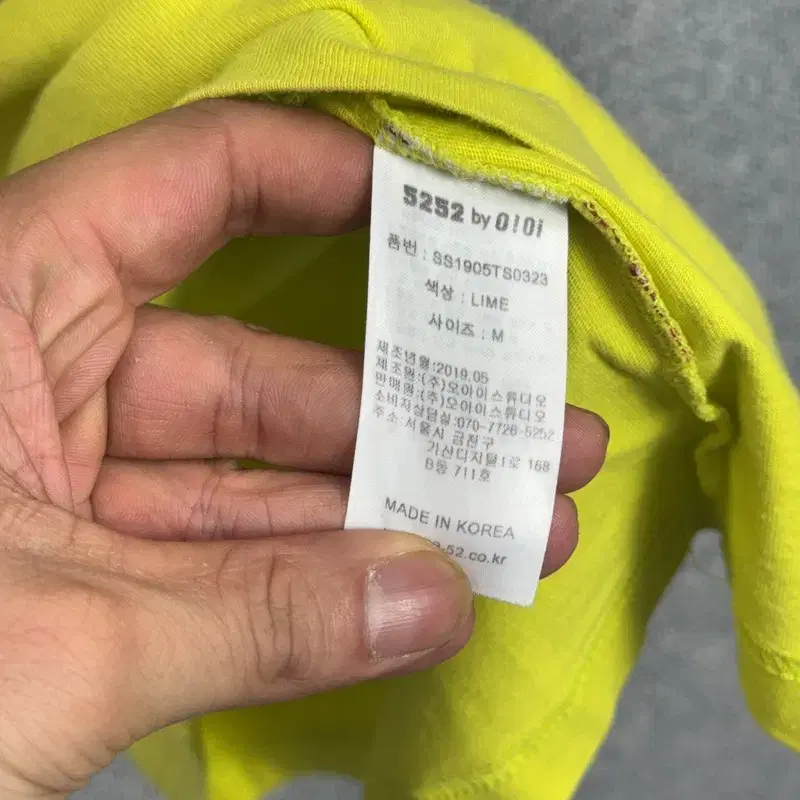 5252 by O!Oi
품번 : SS1905TS0323
색상 : LIME
사이즈 : M
제조년월:2019.05
제조원:(주)오아이스튜디오
판매원:(주)오아이스튜디오
소비자상담실:070-7726-5252
주소:서울시 금천구
가산디지털1로 168
B동 711호
MADE IN KOREA
-52.co.kr